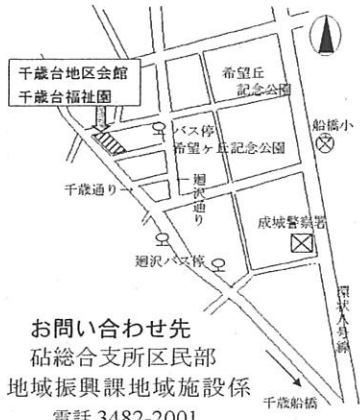 千歳台地区会館
千歳台福祉園
希望丘
記念公園
船橋小
バス停
希望ヶ丘記念公園
千歳通り→
廻沢通り
成城警察署
廻沢バス停
環状八号線
千歳船橋
お問い合わせ先
砧総合支所区民部
地域振興課地域施設係
電話 3482-2001